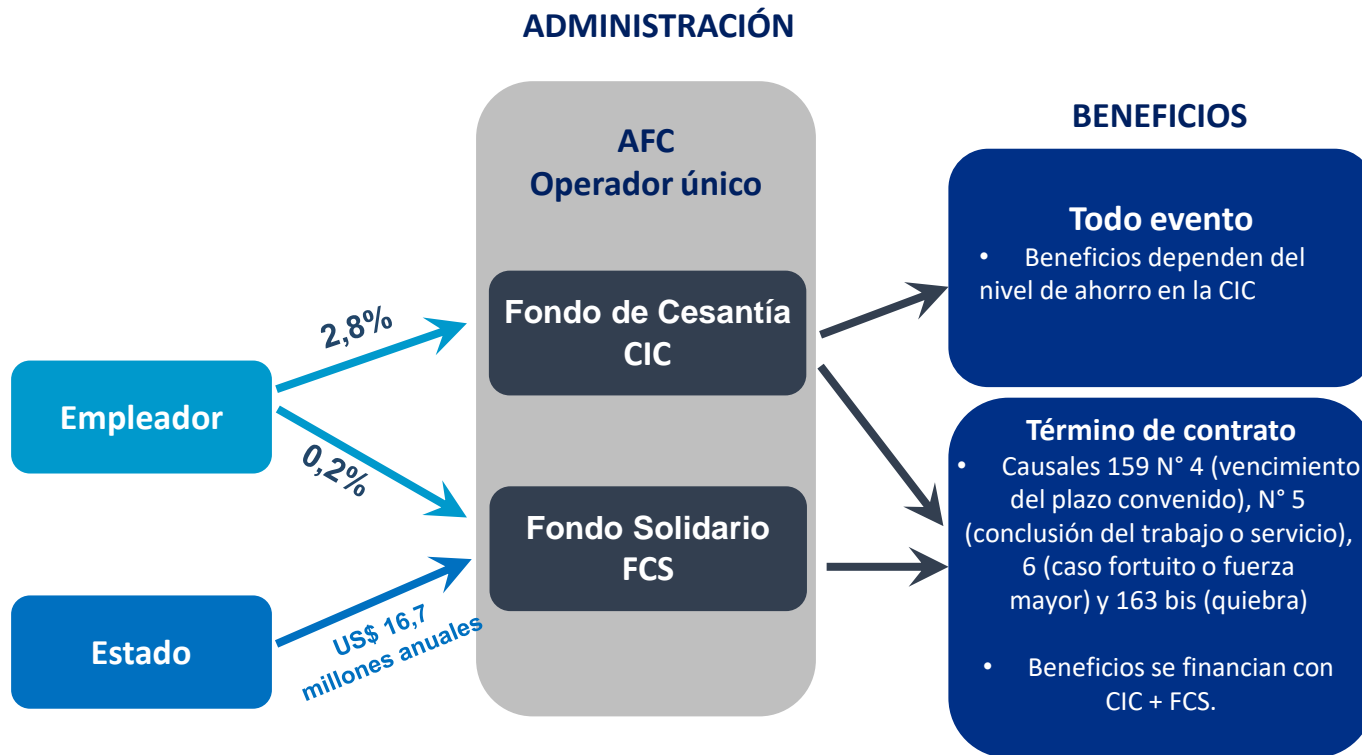 ADMINISTRACIÓN
AFC
Operador único
Fondo de Cesantía
CIC
Fondo Solidario
FCS
Empleador
Estado
2,8%
0,2%
US$ 16,7
millones anuales
BENEFICIOS
Todo evento
• Beneficios dependen del
nivel de ahorro en la CIC
Término de contrato
• Causales 159 N° 4 (vencimiento
del plazo convenido), N° 5
(conclusión del trabajo o servicio),
6 (caso fortuito o fuerza
mayor) y 163 bis (quiebra)
• Beneficios se financian con
CIC + FCS.